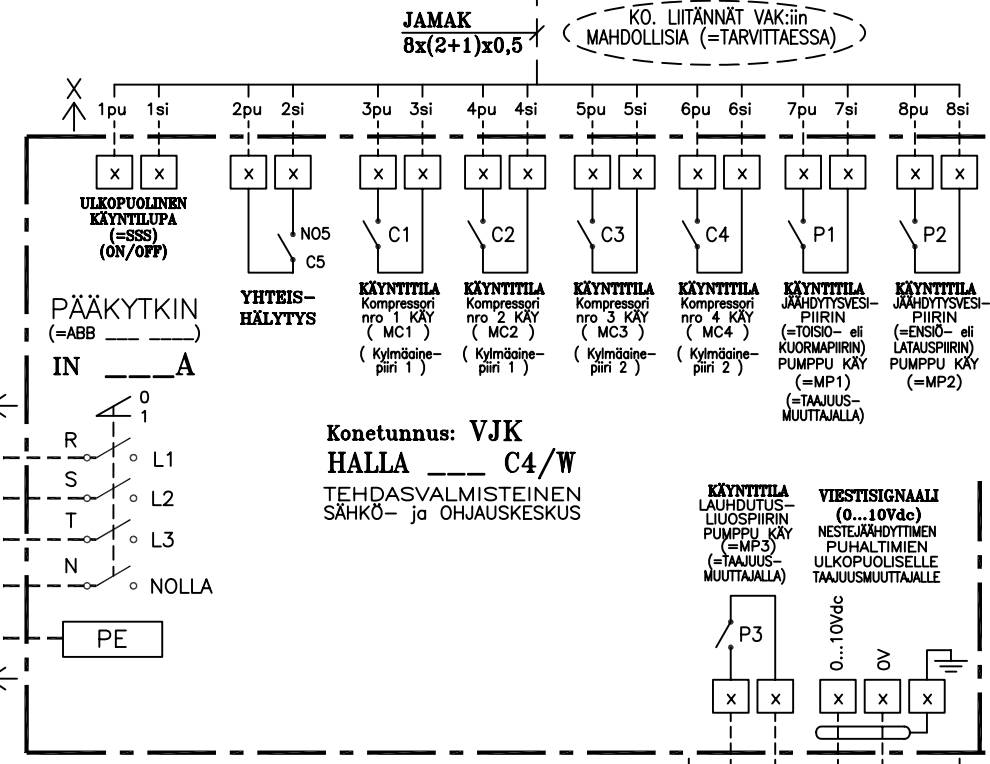 JAMAK
8x(2+1)x0,5
KO. LIITÄNNÄT VAK:iin
MAHDOLLISIA (=TARVITTAESSA)
X
1pu 1si 2pu 2si 3pu 3si 4pu 4si 5pu 5si 6pu 6si 7pu 7si 8pu 8si
x x x x x x x x x x x x x x x x
ULKOPUOLINEN
KÄYNTILUPA
(=SSS)
(ON/OFF)
NO5
C5
YHTEIS-
HÄLYTYS
C1
KÄYNTITILA
Kompressori
nro 1 KÄY
( MC1 )
( Kylmäaine-
piiri 1 )
C2
KÄYNTITILA
Kompressori
nro 2 KÄY
( MC2 )
( Kylmäaine-
piiri 1 )
C3
KÄYNTITILA
Kompressori
nro 3 KÄY
( MC3 )
( Kylmäaine-
piiri 2 )
C4
KÄYNTITILA
Kompressori
nro 4 KÄY
( MC4 )
( Kylmäaine-
piiri 2 )
P1
KÄYNTITILA
JÄÄHDYTYSVESI-
PIIRIN
(=TOISIO- eli
KUORMAPIIRIN)
PUMPPU KÄY
(=MP1)
(=TAAJUUS-
MUUTTAJALLA)
P2
KÄYNTITILA
JÄÄHDYTYSVESI-
PIIRIN
(=ENSIÖ- eli
LATAUSPIIRIN)
PUMPPU KÄY
(=MP2)
PÄÄKYTKIN
(=ABB ___ ____)
IN ____A
0
1
R L1
S L2
T L3
N NOLLA
PE
Konetunnus: VJK
HALLA ___ C4/W
TEHDASVALMISTEINEN
SÄHKÖ- ja OHJAUSKESKUS
KÄYNTITILA
LAUHDUTUS-
LIUOSPIIRIN
PUMPPU KÄY
(=MP3)
(=TAAJUUS-
MUUTTAJALLA)
P3
VIESTISIGNAALI
(0...10Vdc)
NESTEJÄÄHDYTTIMEN
PUHALTIMIEN
ULKOPUOLISELLE
TAAJUUSMUUTTAJALLE
0...10Vdc
0V
x x x x x